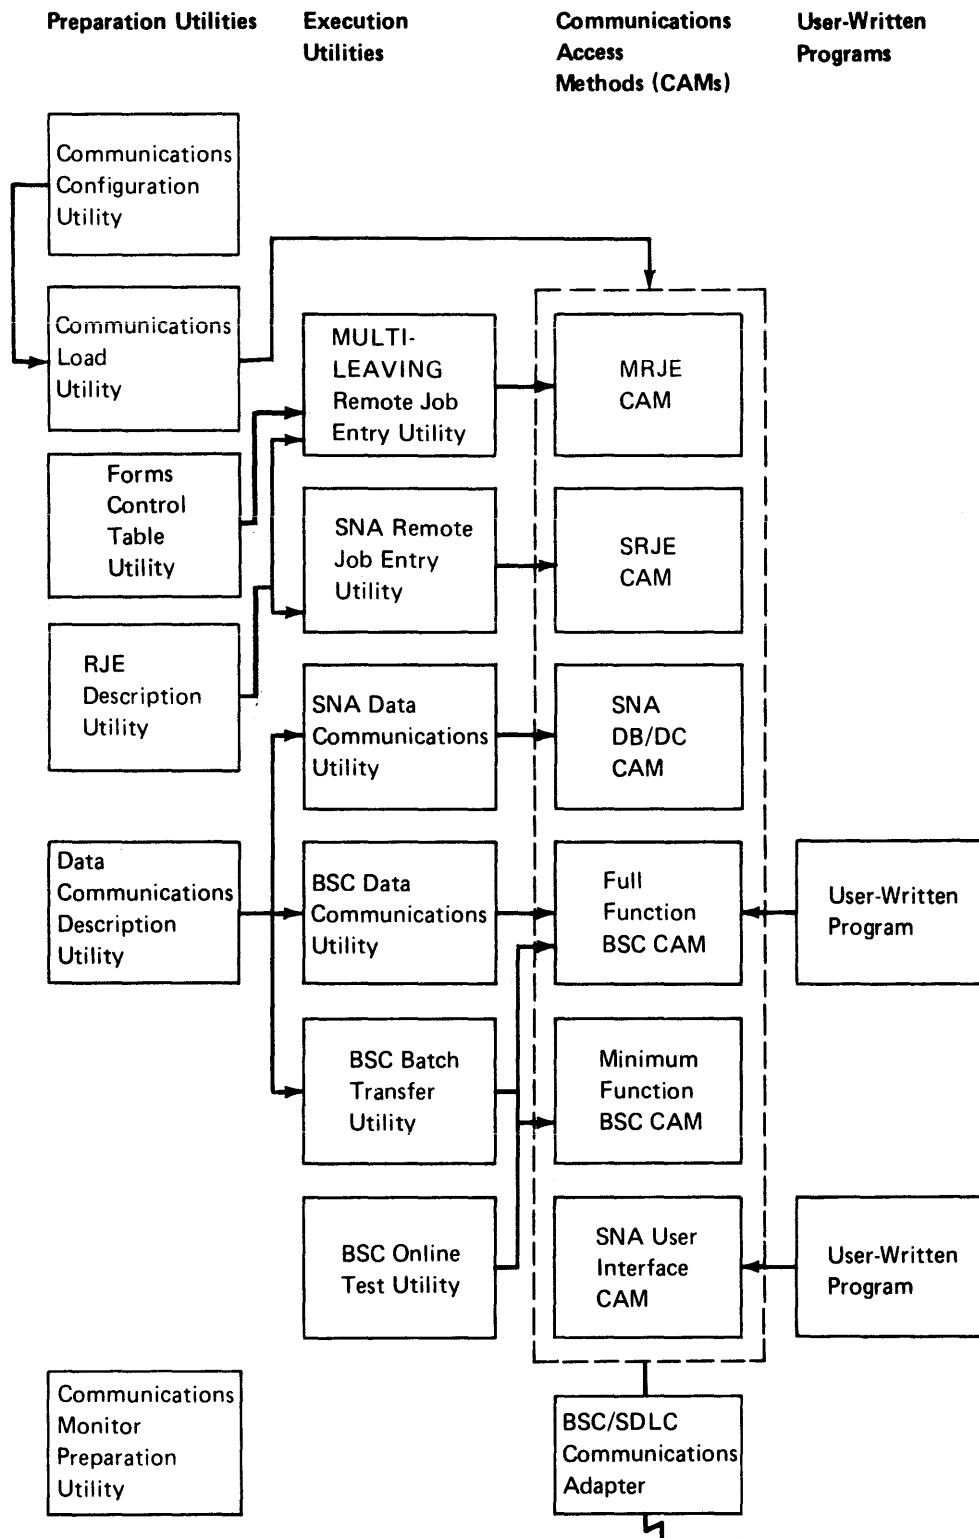 Preparation Utilities
Execution
Utilities
Communications
Access
Methods (CAMs)
User-Written
Programs
Communications
Configuration
Utility
Communications
Load
Utility
Forms
Control
Table
Utility
RJE
Description
Utility
Data
Communications
Description
Utility
Communications
Monitor
Preparation
Utility
MULTI-
LEAVING
Remote Job
Entry Utility
SNA Remote
Job Entry
Utility
SNA Data
Communications
Utility
BSC Data
Communications
Utility
BSC Batch
Transfer
Utility
BSC Online
Test Utility
MRJE
CAM
SRJE
CAM
SNA
DB/DC
CAM
Full
Function
BSC CAM
Minimum
Function
BSC CAM
SNA User
Interface
CAM
BSC/SDLC
Communications
Adapter
User-Written
Program
User-Written
Program